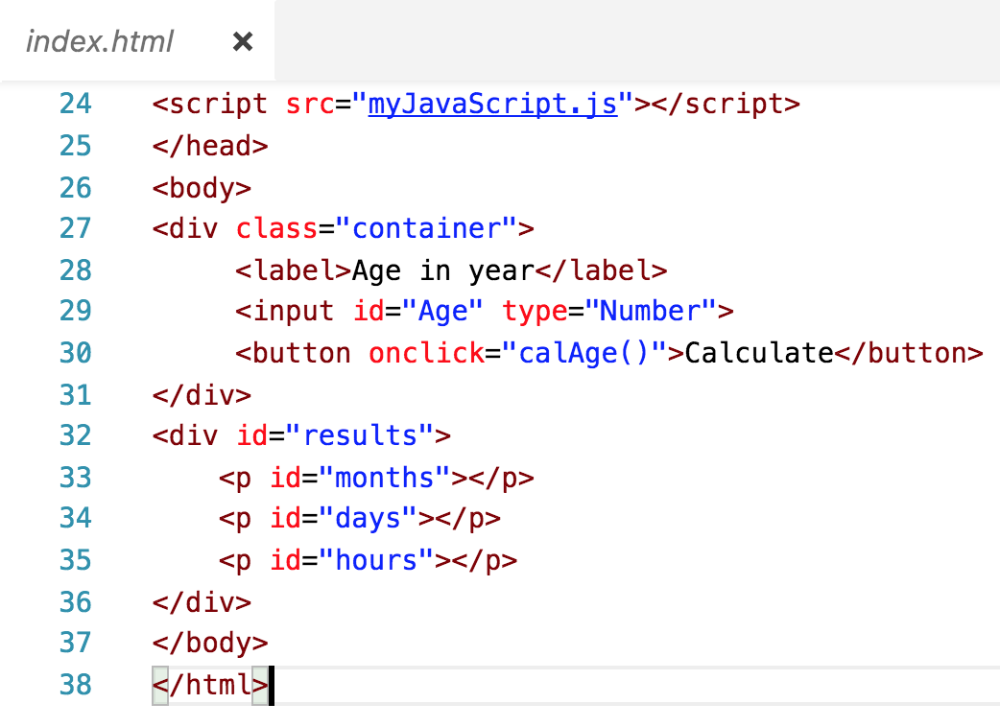 index.html ×
24 <script src="myJavaScript.js"></script>
25 </head>
26 <body>
27 <div class="container">
28 <label>Age in year</label>
29 <input id="Age" type="Number">
30 <button onclick="calAge()">Calculate</button>
31 </div>
32 <div id="results">
33 <p id="months"></p>
34 <p id="days"></p>
35 <p id="hours"></p>
36 </div>
37 </body>
38 </html>